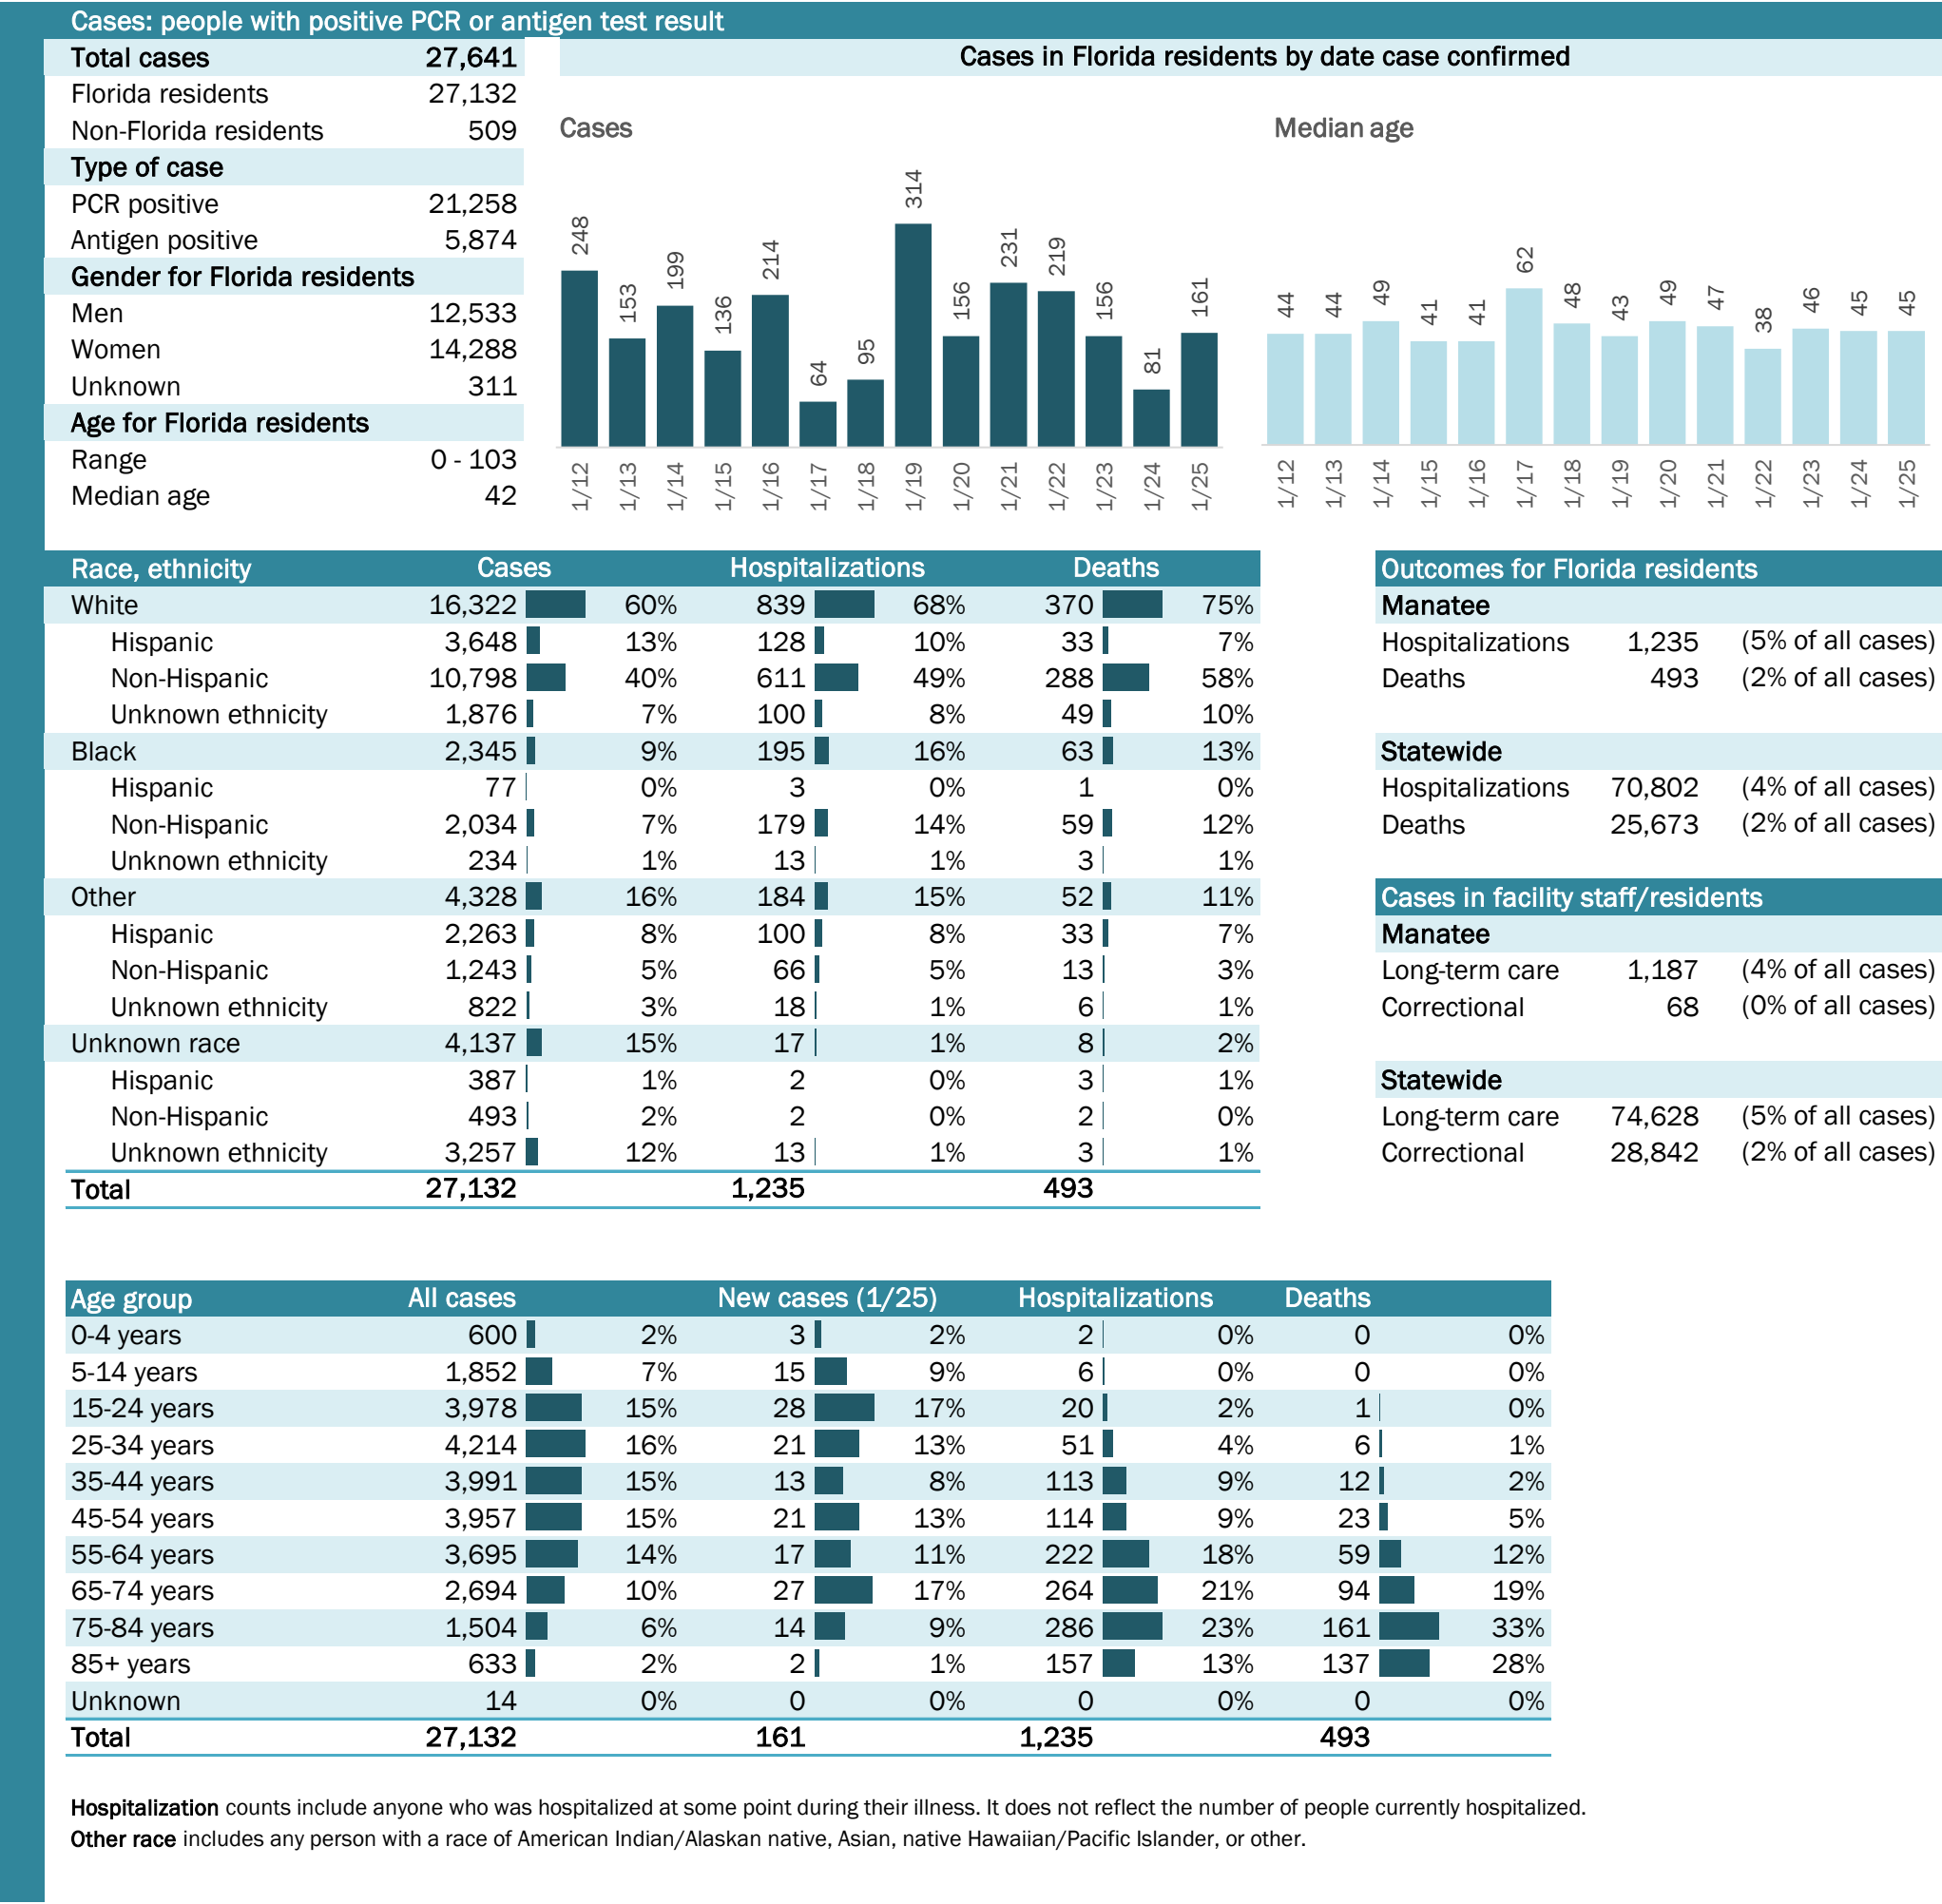 Cases: people with positive PCR or antigen test result
Total cases 27,641
Florida residents 27,132
Non-Florida residents 509
Type of case
PCR positive 21,258
Antigen positive 5,874
Gender for Florida residents
Men 12,533
Women 14,288
Unknown 311
Age for Florida residents
Range 0 - 103
Median age 42
Cases in Florida residents by date case confirmed
Cases
248 153 199 136 214 64 95 314 156 231 219 156 81 161
1/12 1/13 1/14 1/15 1/16 1/17 1/18 1/19 1/20 1/21 1/22 1/23 1/24 1/25
Median age
44 44 49 41 41 62 48 43 49 47 38 46 45 45
1/12 1/13 1/14 1/15 1/16 1/17 1/18 1/19 1/20 1/21 1/22 1/23 1/24 1/25
Race, ethnicity Cases Hospitalizations Deaths
White 16,322 60% 839 68% 370 75%
Hispanic 3,648 13% 128 10% 33 7%
Non-Hispanic 10,798 40% 611 49% 288 58%
Unknown ethnicity 1,876 7% 100 8% 49 10%
Black 2,345 9% 195 16% 63 13%
Hispanic 77 0% 3 0% 1 0%
Non-Hispanic 2,034 7% 179 14% 59 12%
Unknown ethnicity 234 1% 13 1% 3 1%
Other 4,328 16% 184 15% 52 11%
Hispanic 2,263 8% 100 8% 33 7%
Non-Hispanic 1,243 5% 66 5% 13 3%
Unknown ethnicity 822 3% 18 1% 6 1%
Unknown race 4,137 15% 17 1% 8 2%
Hispanic 387 1% 2 0% 3 1%
Non-Hispanic 493 2% 2 0% 2 0%
Unknown ethnicity 3,257 12% 13 1% 3 1%
Total 27,132 1,235 493
Outcomes for Florida residents
Manatee
Hospitalizations 1,235 (5% of all cases)
Deaths 493 (2% of all cases)
Statewide
Hospitalizations 70,802 (4% of all cases)
Deaths 25,673 (2% of all cases)
Cases in facility staff/residents
Manatee
Long-term care 1,187 (4% of all cases)
Correctional 68 (0% of all cases)
Statewide
Long-term care 74,628 (5% of all cases)
Correctional 28,842 (2% of all cases)
Age group All cases New cases (1/25) Hospitalizations Deaths
0-4 years 600 2% 3 2% 2 0% 0 0%
5-14 years 1,852 7% 15 9% 6 0% 0 0%
15-24 years 3,978 15% 28 17% 20 2% 1 0%
25-34 years 4,214 16% 21 13% 51 4% 6 1%
35-44 years 3,991 15% 13 8% 113 9% 12 2%
45-54 years 3,957 15% 21 13% 114 9% 23 5%
55-64 years 3,695 14% 17 11% 222 18% 59 12%
65-74 years 2,694 10% 27 17% 264 21% 94 19%
75-84 years 1,504 6% 14 9% 286 23% 161 33%
85+ years 633 2% 2 1% 157 13% 137 28%
Unknown 14 0% 0 0% 0 0% 0 0%
Total 27,132 161 1,235 493
Hospitalization counts include anyone who was hospitalized at some point during their illness. It does not reflect the number of people currently hospitalized.
Other race includes any person with a race of American Indian/Alaskan native, Asian, native Hawaiian/Pacific Islander, or other.